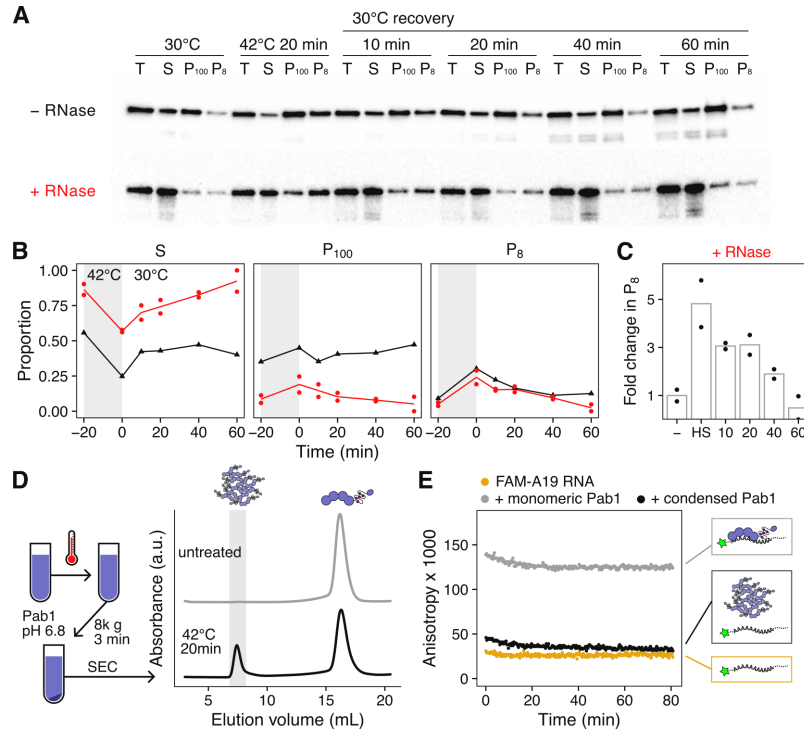 A
30°C recovery
30°C 42°C 20 min 10 min 20 min 40 min 60 min
T S P₁₀₀ P₈ T S P₁₀₀ P₈ T S P₁₀₀ P₈ T S P₁₀₀ P₈ T S P₁₀₀ P₈ T S P₁₀₀ P₈
– RNase
+ RNase
B
S P₁₀₀ P₈
42°C 30°C
Proportion
1.00
0.75
0.50
0.25
0.00
−20 0 20 40 60 −20 0 20 40 60 −20 0 20 40 60
Time (min)
C
+ RNase
Fold change in P₈
5
3
1
– HS 10 20 40 60
D
Pab1
pH 6.8
8k g
3 min
SEC
untreated
42°C
20min
Absorbance (a.u.)
5 10 15 20
Elution volume (mL)
E
FAM-A19 RNA
+ monomeric Pab1 + condensed Pab1
Anisotropy x 1000
150
100
50
0
0 20 40 60 80
Time (min)